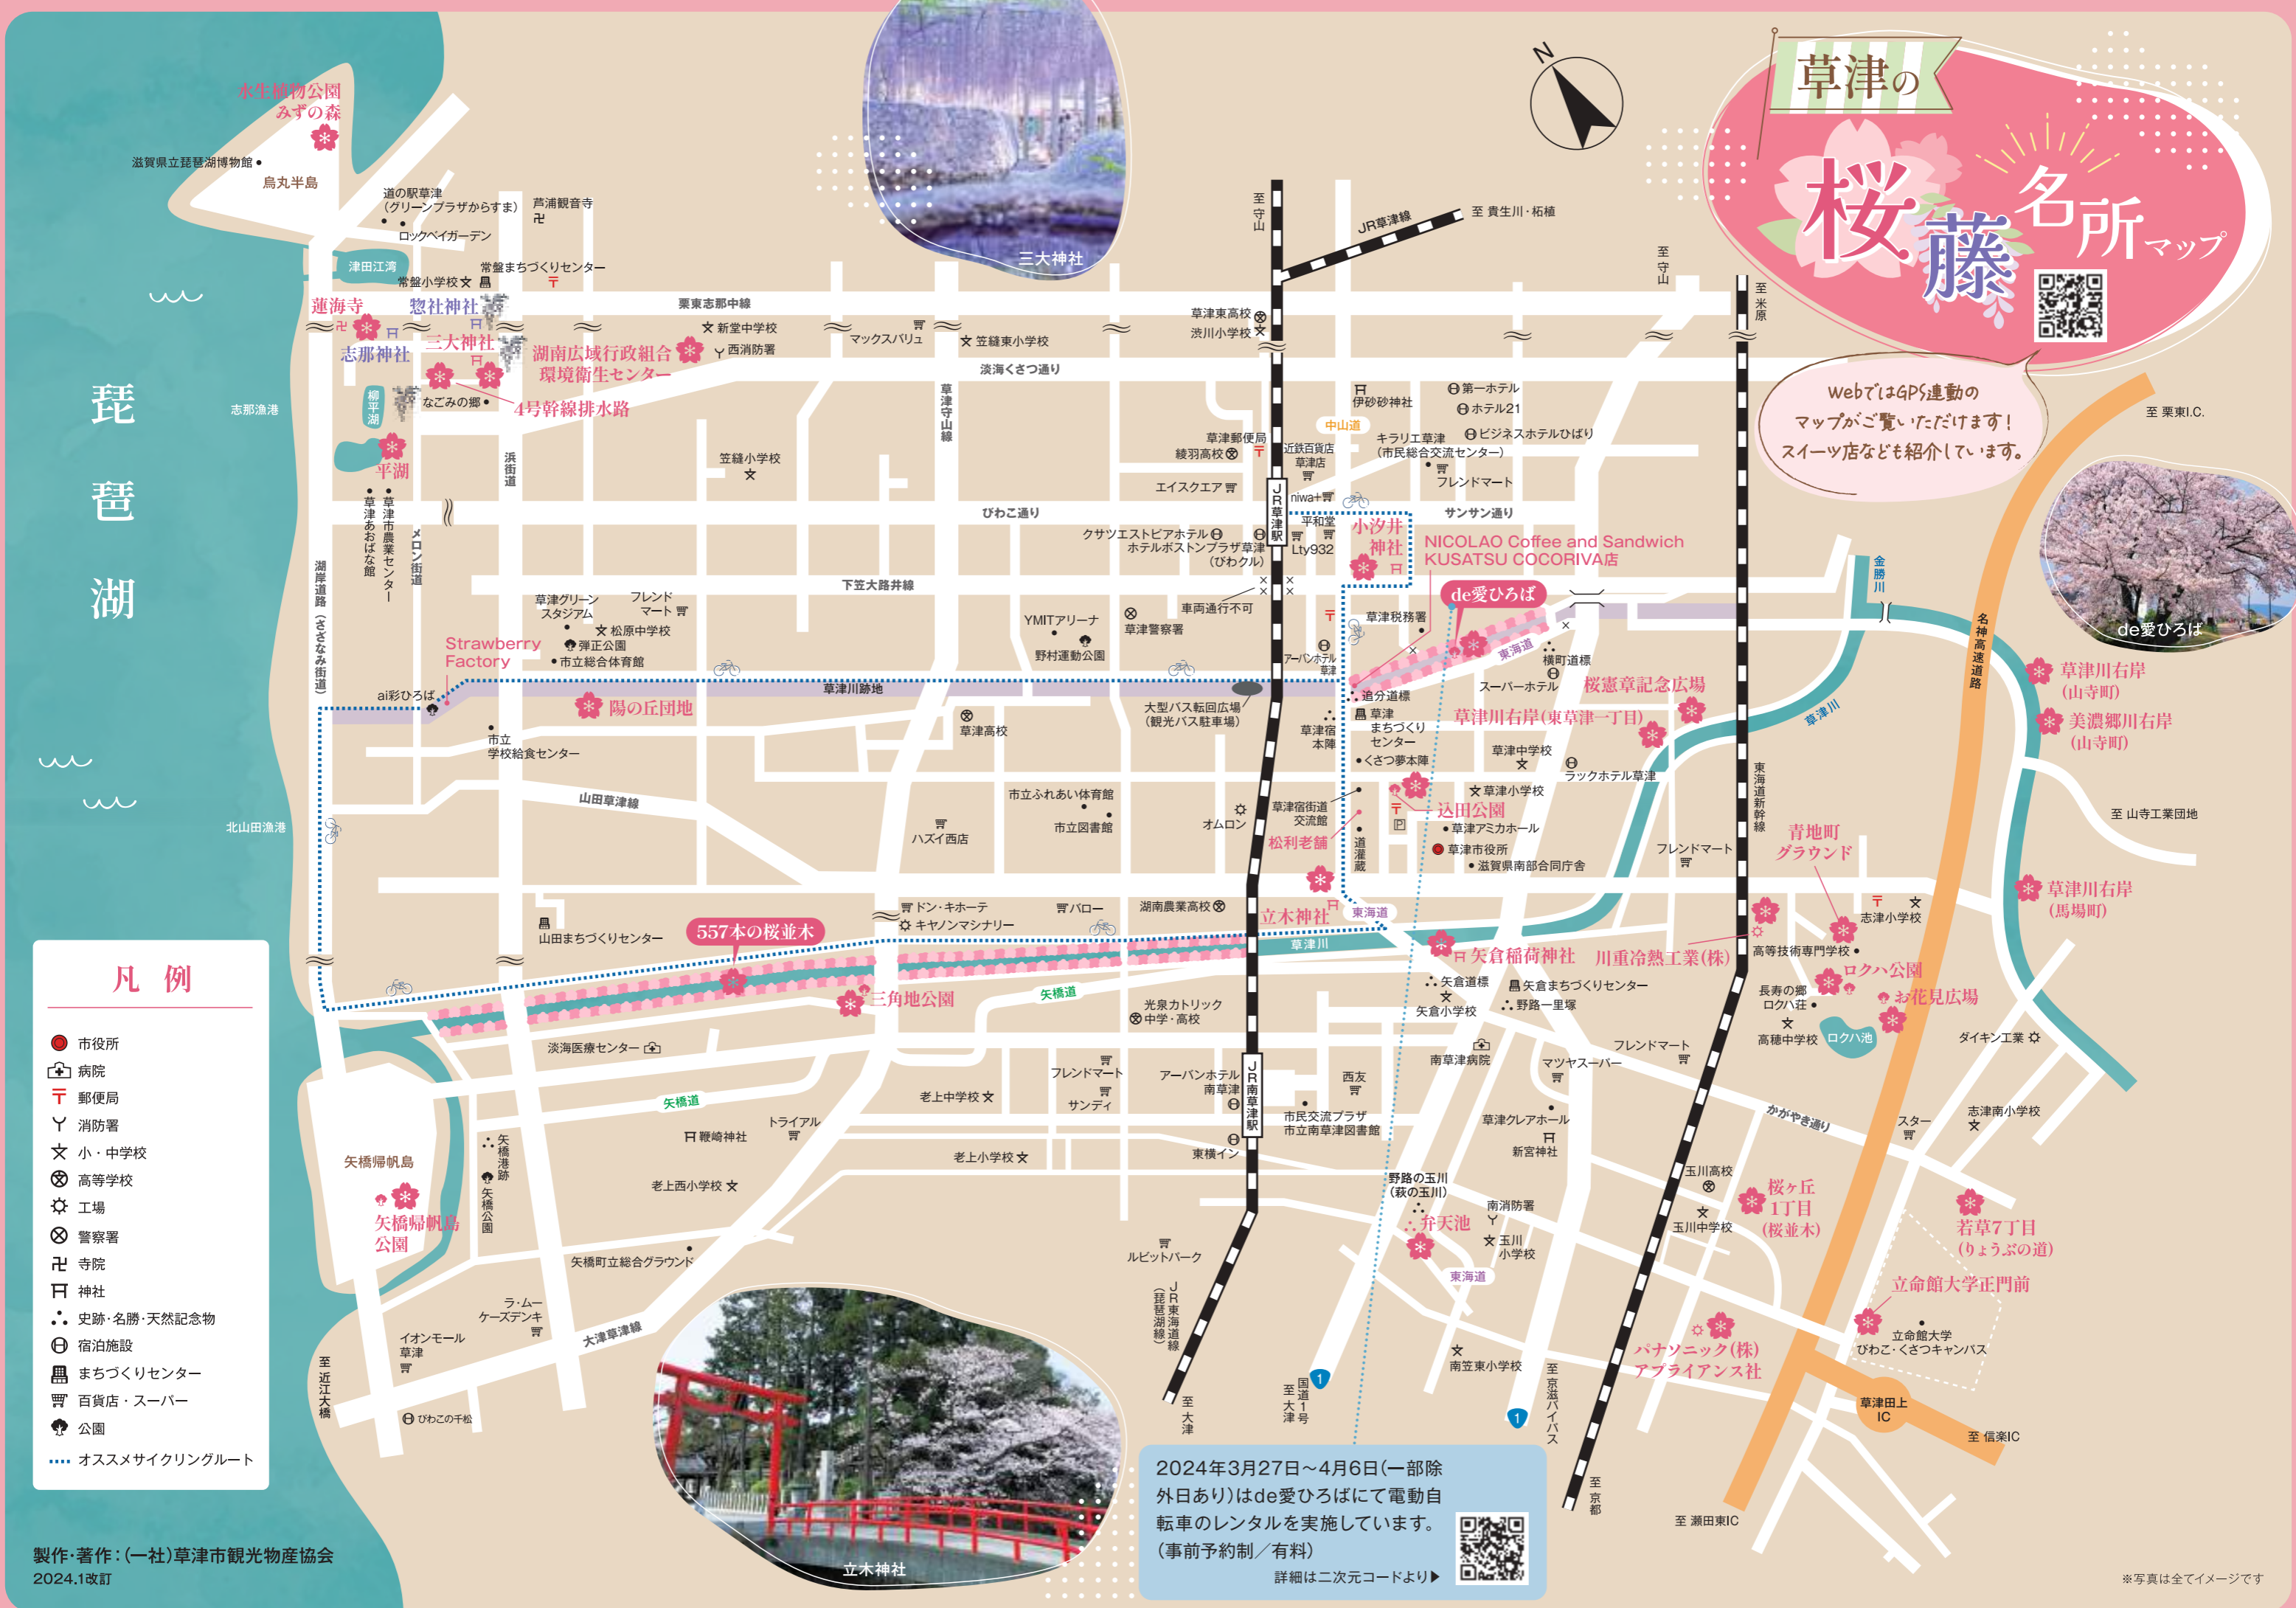 草津の
桜
藤
名所マップ
WebではGPS連動の
マップがご覧いただけます！
スイーツ店なども紹介しています。
N
三大神社
de愛ひろば
立木神社
琵琶湖
水生植物公園
みずの森
滋賀県立琵琶湖博物館
烏丸半島
道の駅草津
（グリーンプラザからすま）
ロックベイガーデン
芦浦観音寺
津田江湾
常盤小学校
常盤まちづくりセンター
蓮海寺
惣社神社
志那神社
三大神社
湖南広域行政組合
環境衛生センター
栗東志那中線
新堂中学校
西消防署
マックスバリュ
笠縫東小学校
淡海くさつ通り
柳平湖
なごみの郷
4号幹線排水路
志那漁港
平湖
草津市農業センター
草津あおばな館
メロン街道
浜街道
草津守山線
笠縫小学校
湖岸道路（さざなみ街道）
びわこ通り
下笠大路井線
至 守山
JR草津線
至 貴生川・柘植
至 守山
至 米原
草津東高校
渋川小学校
伊砂砂神社
第一ホテル
ホテル21
ビジネスホテルひばり
中山道
草津郵便局
綾羽高校
近鉄百貨店
草津店
キラリエ草津
（市民総合交流センター）
フレンドマート
エイスクエア
niwa+
JR草津駅
平和堂
Lty932
サンサン通り
クサツエストピアホテル
ホテルボストンプラザ草津
（びわクル）
小汐井
神社
NICOLAO Coffee and Sandwich
KUSATSU COCORIVA店
車両通行不可
de愛ひろば
草津税務署
東海道
横町道標
スーパーホテル
アーバンホテル
草津
追分道標
桜憲章記念広場
草津川右岸（東草津一丁目）
金勝川
草津川
名神高速道路
至 栗東I.C.
草津グリーン
スタジアム
フレンド
マート
松原中学校
弾正公園
市立総合体育館
YMITアリーナ
野村運動公園
草津警察署
Strawberry
Factory
ai彩ひろば
陽の丘団地
草津川跡地
大型バス転回広場
（観光バス駐車場）
草津高校
市立
学校給食センター
山田草津線
草津宿
本陣
草津
まちづくり
センター
くさつ夢本陣
草津中学校
ラックホテル草津
草津小学校
草津宿街道
交流館
込田公園
P
草津アミカホール
草津市役所
滋賀県南部合同庁舎
松利老舗
道灌蔵
市立ふれあい体育館
市立図書館
オムロン
ハズイ西店
北山田漁港
東海道新幹線
フレンドマート
青地町
グラウンド
草津川右岸
（山寺町）
美濃郷川右岸
（山寺町）
至 山寺工業団地
草津川右岸
（馬場町）
志津小学校
高等技術専門学校
ロクハ公園
お花見広場
長寿の郷
ロクハ荘
高穂中学校
ロクハ池
ダイキン工業
立木神社
東海道
草津川
湖南農業高校
バロー
ドン・キホーテ
キヤノンマシナリー
557本の桜並木
山田まちづくりセンター
三角地公園
矢橋道
光泉カトリック
中学・高校
矢倉稲荷神社
川重冷熱工業（株）
矢倉道標
矢倉小学校
矢倉まちづくりセンター
野路一里塚
南草津病院
マツヤスーパー
フレンドマート
淡海医療センター
矢橋道
フレンドマート
サンディ
アーバンホテル
南草津
JR南草津駅
西友
市民交流プラザ
市立南草津図書館
草津クレアホール
新宮神社
かがやき通り
スター
志津南小学校
老上中学校
老上小学校
東横イン
トライアル
鞭崎神社
老上西小学校
矢橋港跡
矢橋公園
矢橋帰帆島
矢橋帰帆島
公園
矢橋町立総合グラウンド
野路の玉川
（萩の玉川）
弁天池
東海道
南消防署
玉川
小学校
玉川高校
玉川中学校
桜ヶ丘
1丁目
（桜並木）
若草7丁目
（りょうぶの道）
立命館大学正門前
立命館大学
びわこ・くさつキャンパス
パナソニック（株）
アプライアンス社
南笠東小学校
ルビットパーク
JR東海道線
（琵琶湖線）
至 大津
国道1号
至 大津
1
1
至 京滋バイパス
至 京都
至 瀬田東IC
草津田上
IC
至 信楽IC
ラ・ムー
ケーズデンキ
イオンモール
草津
大津草津線
至 近江大橋
びわこの千松
凡 例
市役所
病院
郵便局
消防署
小・中学校
高等学校
工場
警察署
寺院
神社
史跡・名勝・天然記念物
宿泊施設
まちづくりセンター
百貨店・スーパー
公園
オススメサイクリングルート
2024年3月27日〜4月6日（一部除
外日あり）はde愛ひろばにて電動自
転車のレンタルを実施しています。
（事前予約制／有料）
詳細は二次元コードより▶
製作・著作：（一社）草津市観光物産協会
2024.1改訂
※写真は全てイメージです